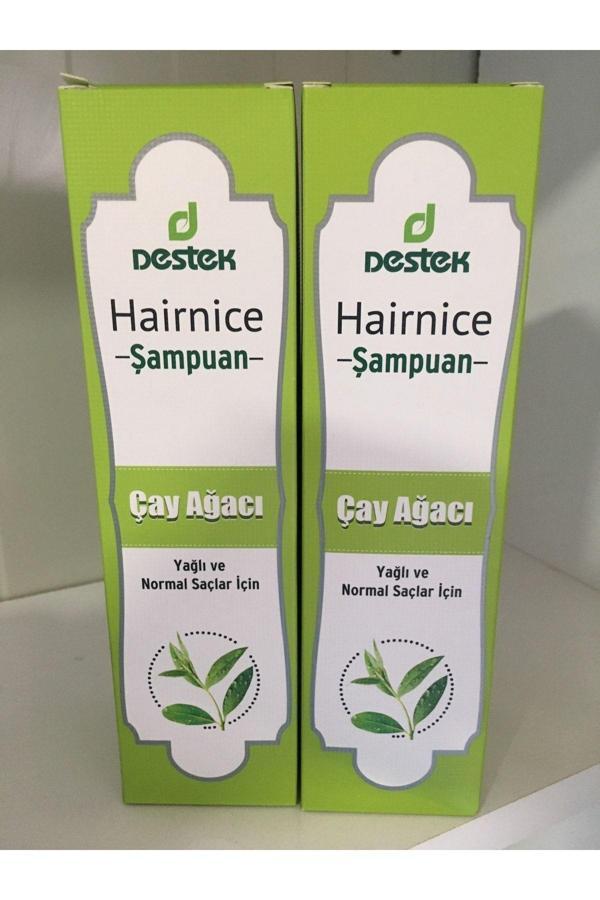 Destek
Hairnice
–Şampuan–
Çay Ağacı
Yağlı ve
Normal Saçlar İçin
Destek
Hairnice
–Şampuan–
Çay Ağacı
Yağlı ve
Normal Saçlar İçin